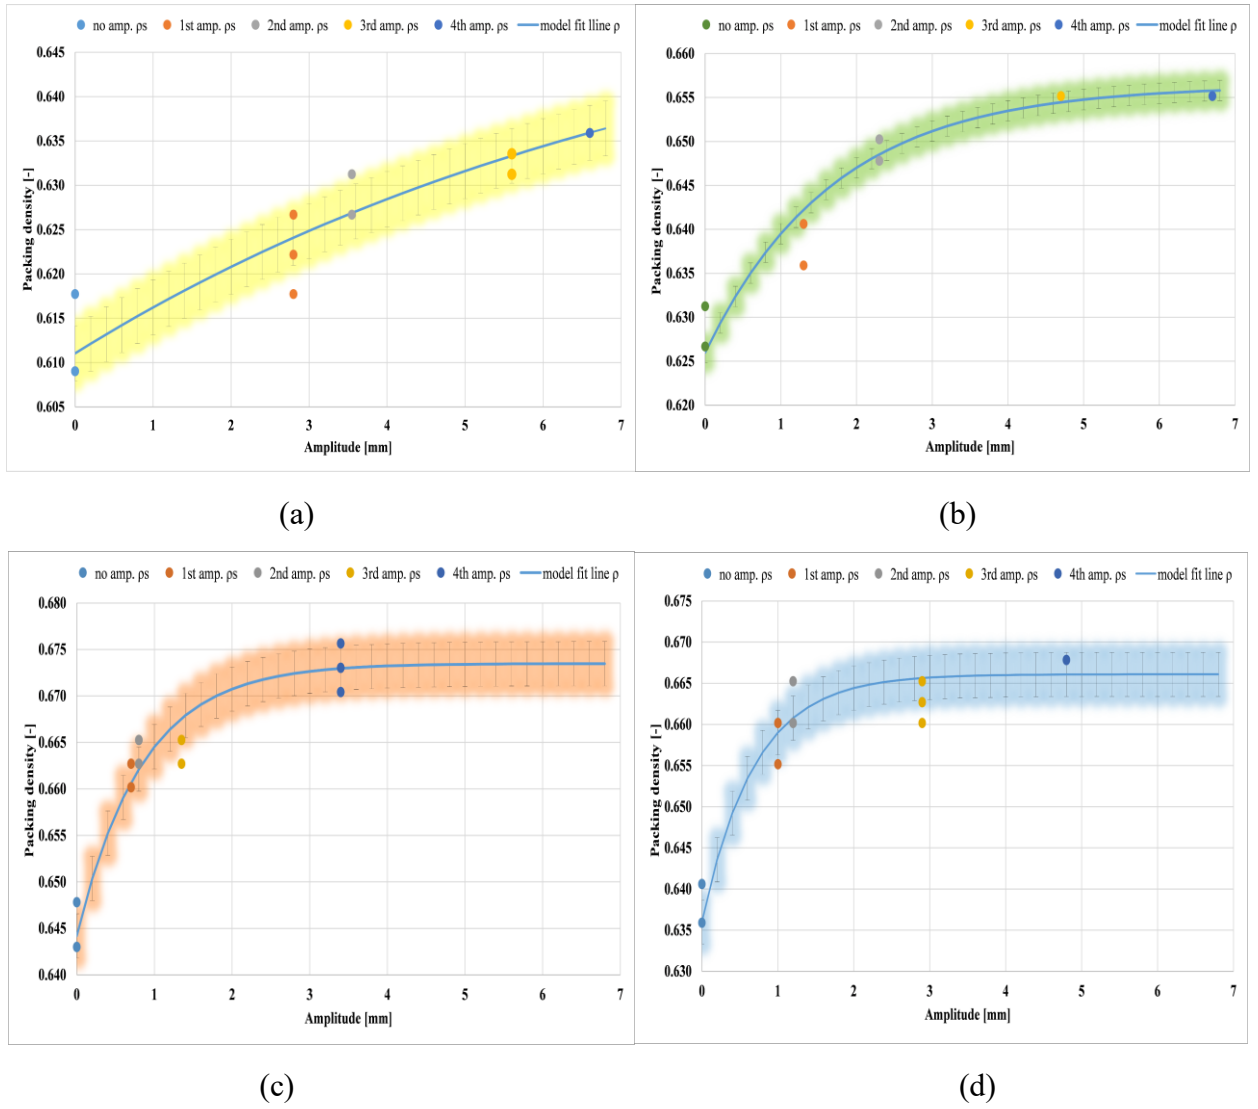 no amp. ρs 1st amp. ρs 2nd amp. ρs 3rd amp. ρs 4th amp. ρs model fit lline ρ
0.645
0.640
0.635
0.630
0.625
0.620
0.615
0.610
0.605
Packing density [-]
0 1 2 3 4 5 6 7
Amplitude [mm]
(a)
no amp. ρs 1st amp. ρs 2nd amp. ρs 3rd amp. ρs 4th amp. ρs model fit line ρ
0.660
0.655
0.650
0.645
0.640
0.635
0.630
0.625
0.620
Packing density [-]
0 1 2 3 4 5 6 7
Amplitude [mm]
(b)
no amp. ρs 1st amp. ρs 2nd amp. ρs 3rd amp. ρs 4th amp. ρs model fit line ρ
0.680
0.675
0.670
0.665
0.660
0.655
0.650
0.645
0.640
Packing density [-]
0 1 2 3 4 5 6 7
Amplitude [mm]
(c)
no amp. ρs 1st amp. ρs 2nd amp. ρs 3rd amp. ρs 4th amp. ρs model fit line ρ
0.675
0.670
0.665
0.660
0.655
0.650
0.645
0.640
0.635
0.630
Packing density [-]
0 1 2 3 4 5 6 7
Amplitude [mm]
(d)